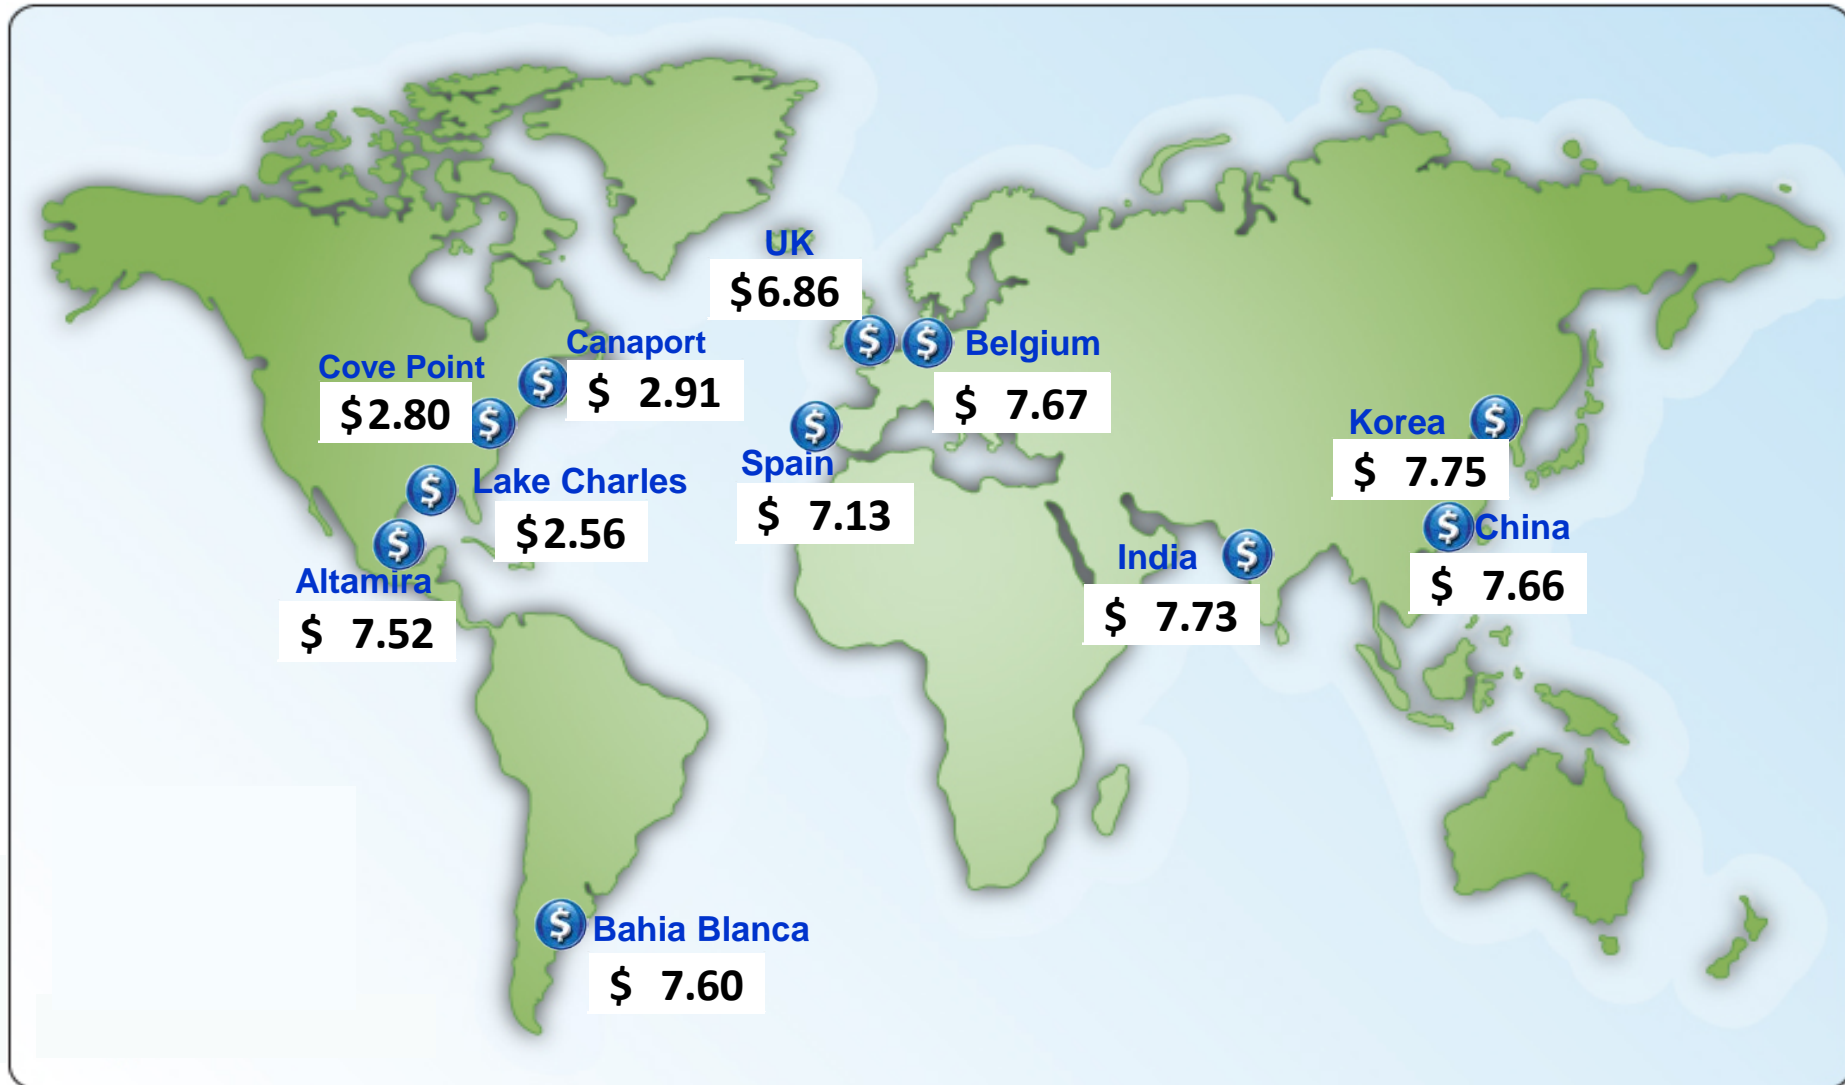 UK
$6.86
Canaport
$ 2.91
Cove Point
$2.80
Belgium
$ 7.67
Korea
$ 7.75
Spain
$ 7.13
Lake Charles
$2.56
China
$ 7.66
India
$ 7.73
Altamira
$ 7.52
Bahia Blanca
$ 7.60